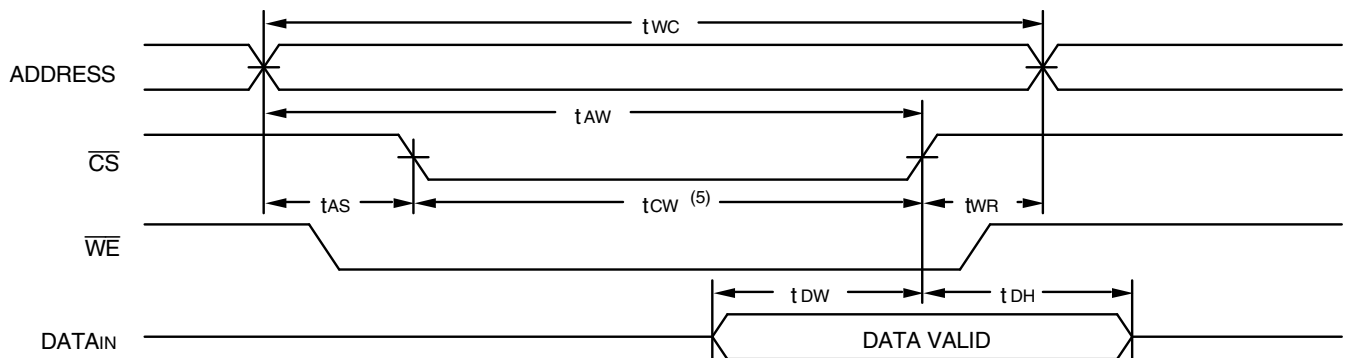 tWC
ADDRESS
tAW
CS
tAS
tCW (5)
tWR
WE
tDW
tDH
DATAIN
DATA VALID